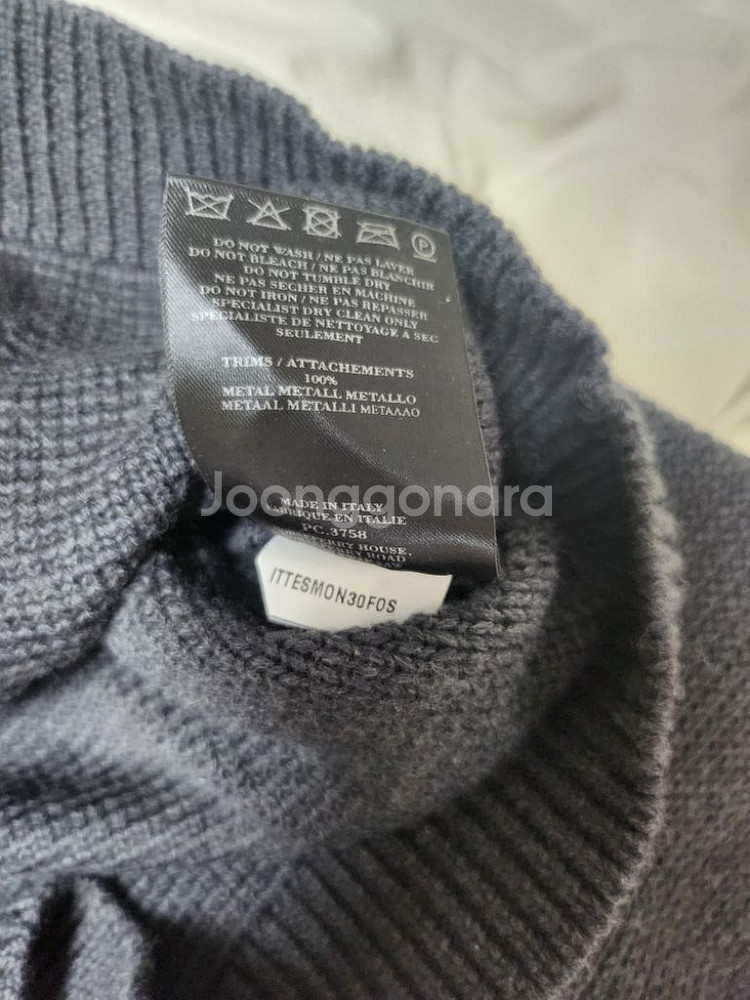 P
DO NOT WASH / NE PAS LAVER
DO NOT BLEACH / NE PAS BLANCHIR
DO NOT TUMBLE DRY
NE PAS SECHER EN MACHINE
DO NOT IRON / NE PAS REPASSER
SPECIALIST DRY CLEAN ONLY
SPECIALISTE DE NETTOYAGE A SEC
SEULEMENT
TRIMS / ATTACHEMENTS
100%
METAL METALL METALLO
METAAL METALLI ΜΕΤΑΛΛΟ
Joonggonara
MADE IN ITALY
FABRIQUE EN ITALIE
PC.3758
HOUSE,
ROAD
ITTESMON30FOS